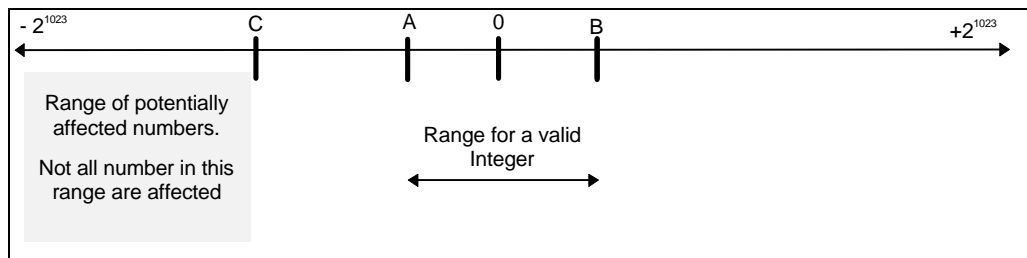 - 2^1023 C A 0 B +2^1023
Range of potentially
affected numbers.
Not all number in this
range are affected
Range for a valid
Integer